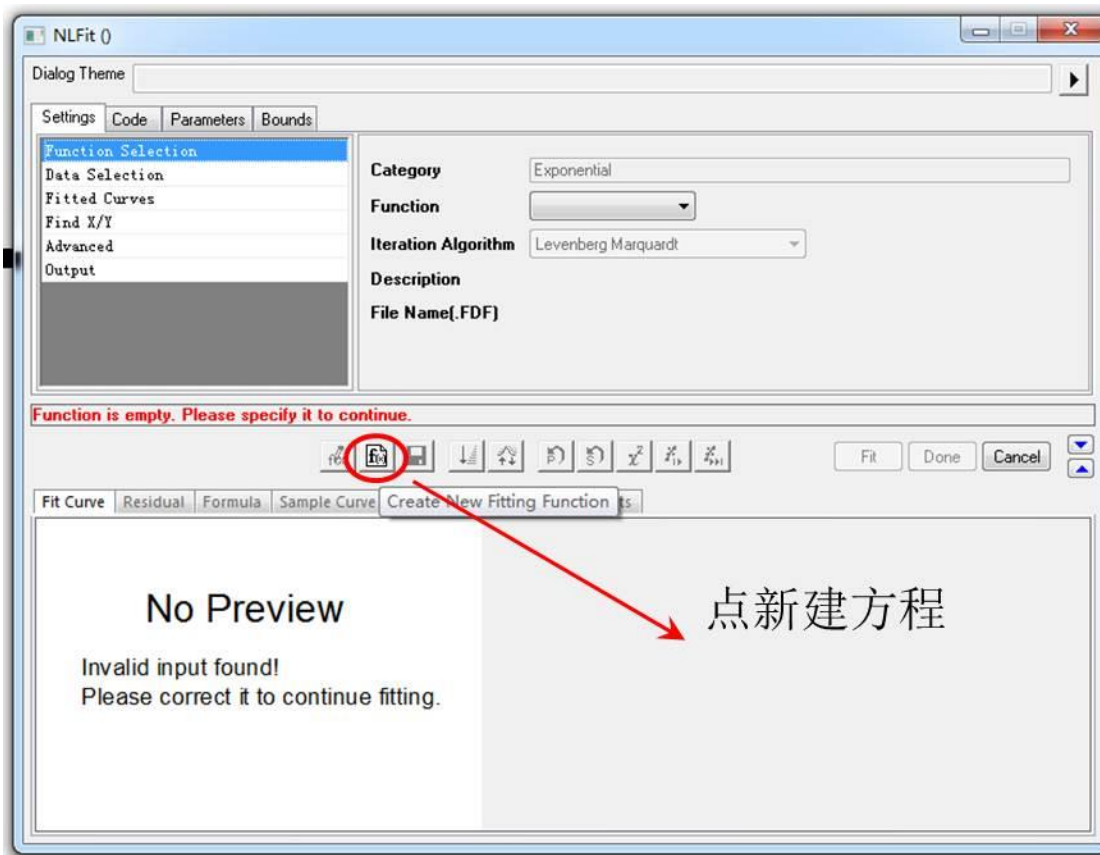 NLFit ()
Dialog Theme
Settings Code Parameters Bounds
Function Selection
Data Selection
Fitted Curves
Find X/Y
Advanced
Output
Category Exponential
Function
Iteration Algorithm Levenberg Marquardt
Description
File Name(.FDF)
Function is empty. Please specify it to continue.
Fit Done Cancel
Fit Curve Residual Formula Sample Curve
Create New Fitting Function
No Preview
Invalid input found!
Please correct it to continue fitting.
点新建方程